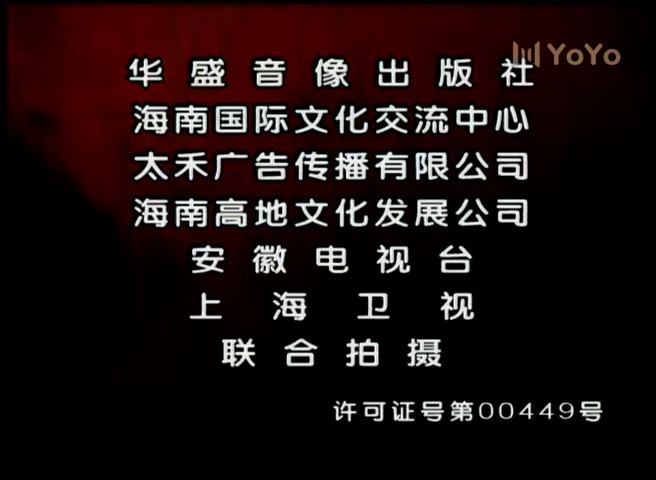 YoYo
华盛音像出版社
海南国际文化交流中心
太禾广告传播有限公司
海南高地文化发展公司
安徽电视台
上海卫视
联合拍摄
许可证号第00449号